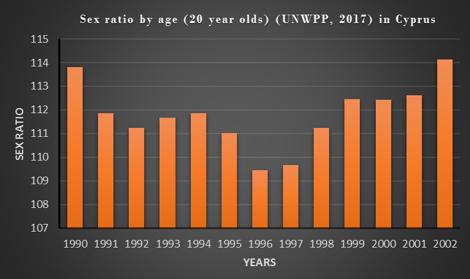 Sex ratio by age (20 year olds) (UNWPP, 2017) in Cyprus
115
114
113
112
111
110
109
108
107
SEX RATIO
1990 1991 1992 1993 1994 1995 1996 1997 1998 1999 2000 2001 2002
YEARS